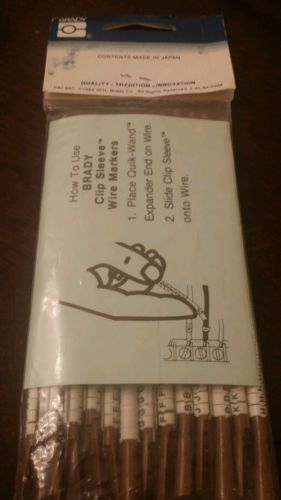 BRADY
CONTENTS MADE IN JAPAN
QUALITY - TRADITION - INNOVATION
How To Use
BRADY
Clip Sleeve™
Wire Markers
1. Place Quik-Wand™
Expander End on Wire.
2. Slide Clip Sleeve™
onto Wire.